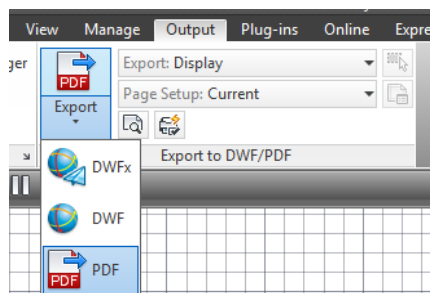 View Manage Output Plug-ins Online Expre
ger
PDF
Export
Export: Display
Page Setup: Current
Export to DWF/PDF
DWFx
DWF
PDF PDF